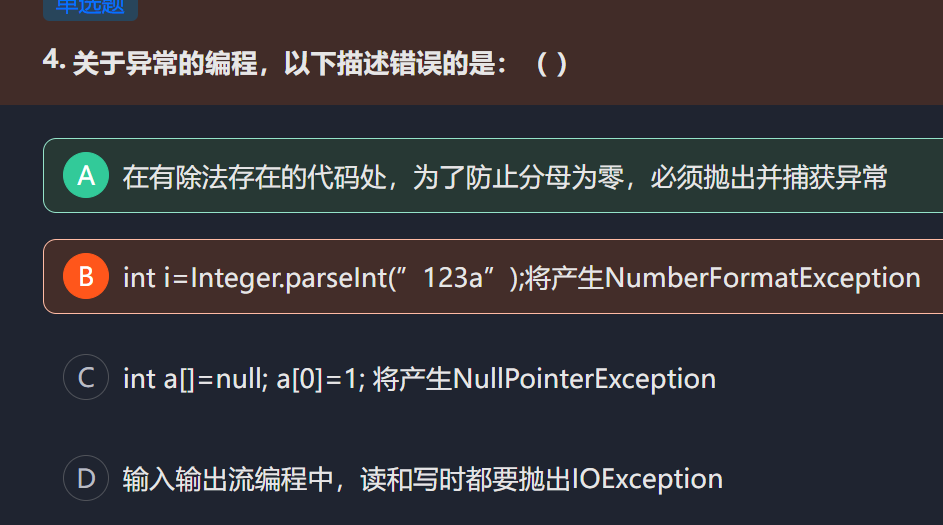 单选题
4. 关于异常的编程，以下描述错误的是： （ ）
A 在有除法存在的代码处，为了防止分母为零，必须抛出并捕获异常
B int i=Integer.parseInt(”123a”);将产生NumberFormatException
C int a[]=null; a[0]=1; 将产生NullPointerException
D 输入输出流编程中，读和写时都要抛出IOException